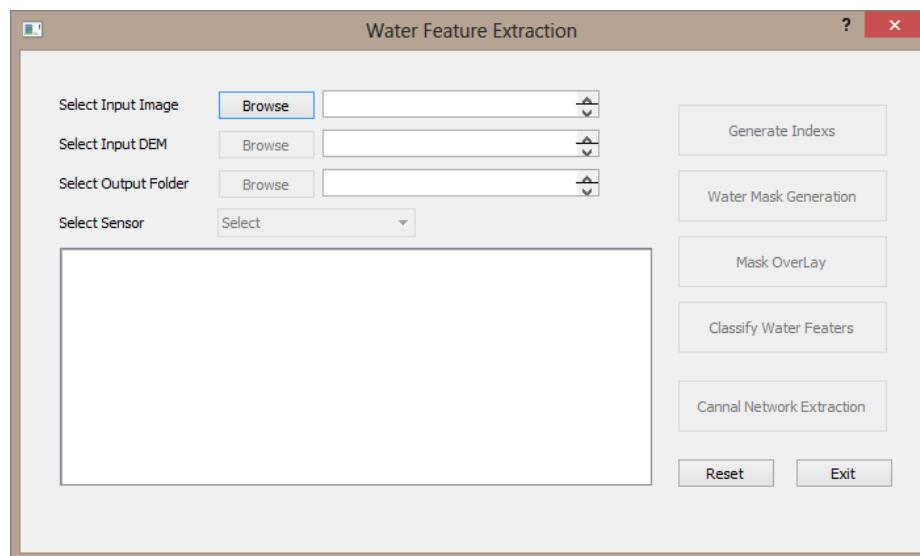 Water Feature Extraction
?
Select Input Image
Browse
Select Input DEM
Browse
Select Output Folder
Browse
Select Sensor
Select
Generate Indexs
Water Mask Generation
Mask OverLay
Classify Water Featers
Cannal Network Extraction
Reset
Exit